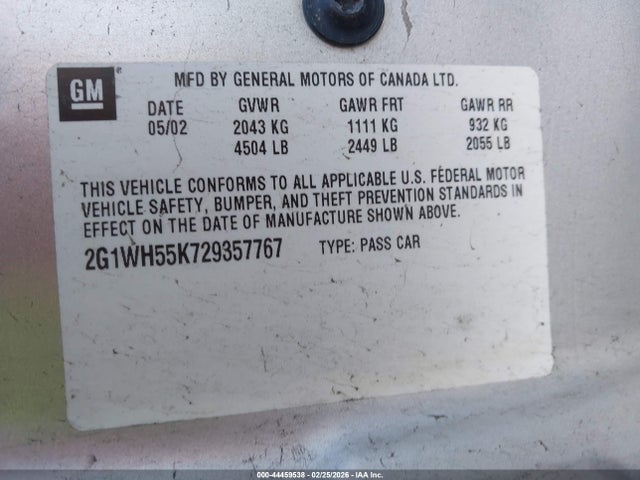 GM
MFD BY GENERAL MOTORS OF CANADA LTD.
DATE GVWR GAWR FRT GAWR RR
05/02 2043 KG 1111 KG 932 KG
4504 LB 2449 LB 2055 LB
THIS VEHICLE CONFORMS TO ALL APPLICABLE U.S. FEDERAL MOTOR
VEHICLE SAFETY, BUMPER, AND THEFT PREVENTION STANDARDS IN
EFFECT ON THE DATE OF MANUFACTURE SHOWN ABOVE.
2G1WH55K729357767 TYPE: PASS CAR
000-44459538 - 02/25/2026 - IAA Inc.